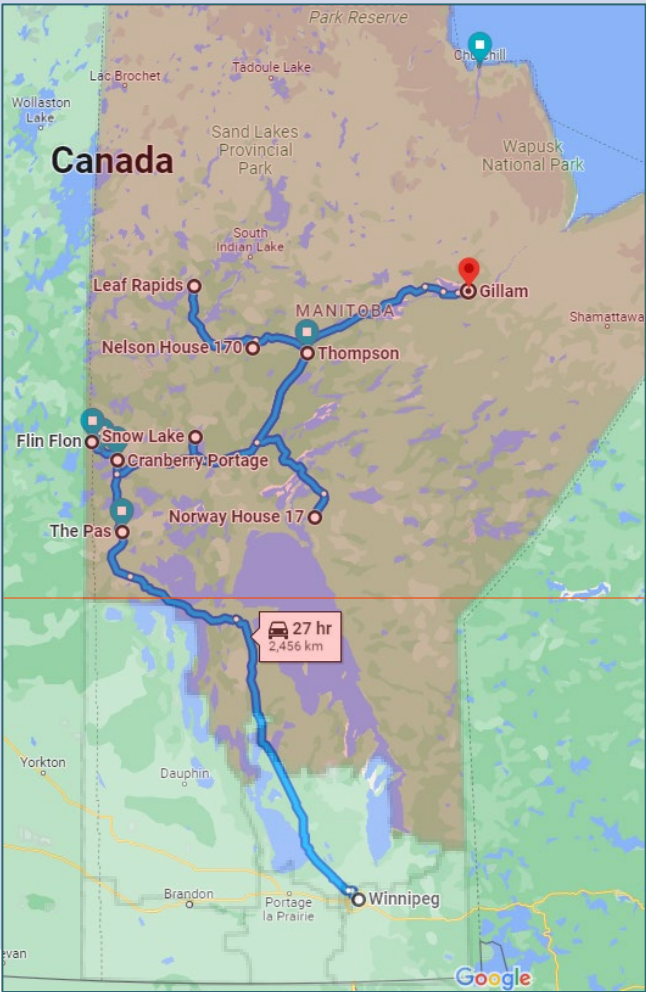 Park Reserve
Churchill
Lac Brochet
Tadoule Lake
Wollaston
Lake
Sand Lakes
Provincial
Park
Wapusk
National Park
Canada
South
Indian Lake
Leaf Rapids
Gillam
MANITOBA
Shamattawa
Nelson House 170
Thompson
Flin Flon
Snow Lake
Cranberry Portage
Norway House 17
The Pas
27 hr
2,456 km
Yorkton
Dauphin
Brandon
Portage
la Prairie
Winnipeg
evan
Google